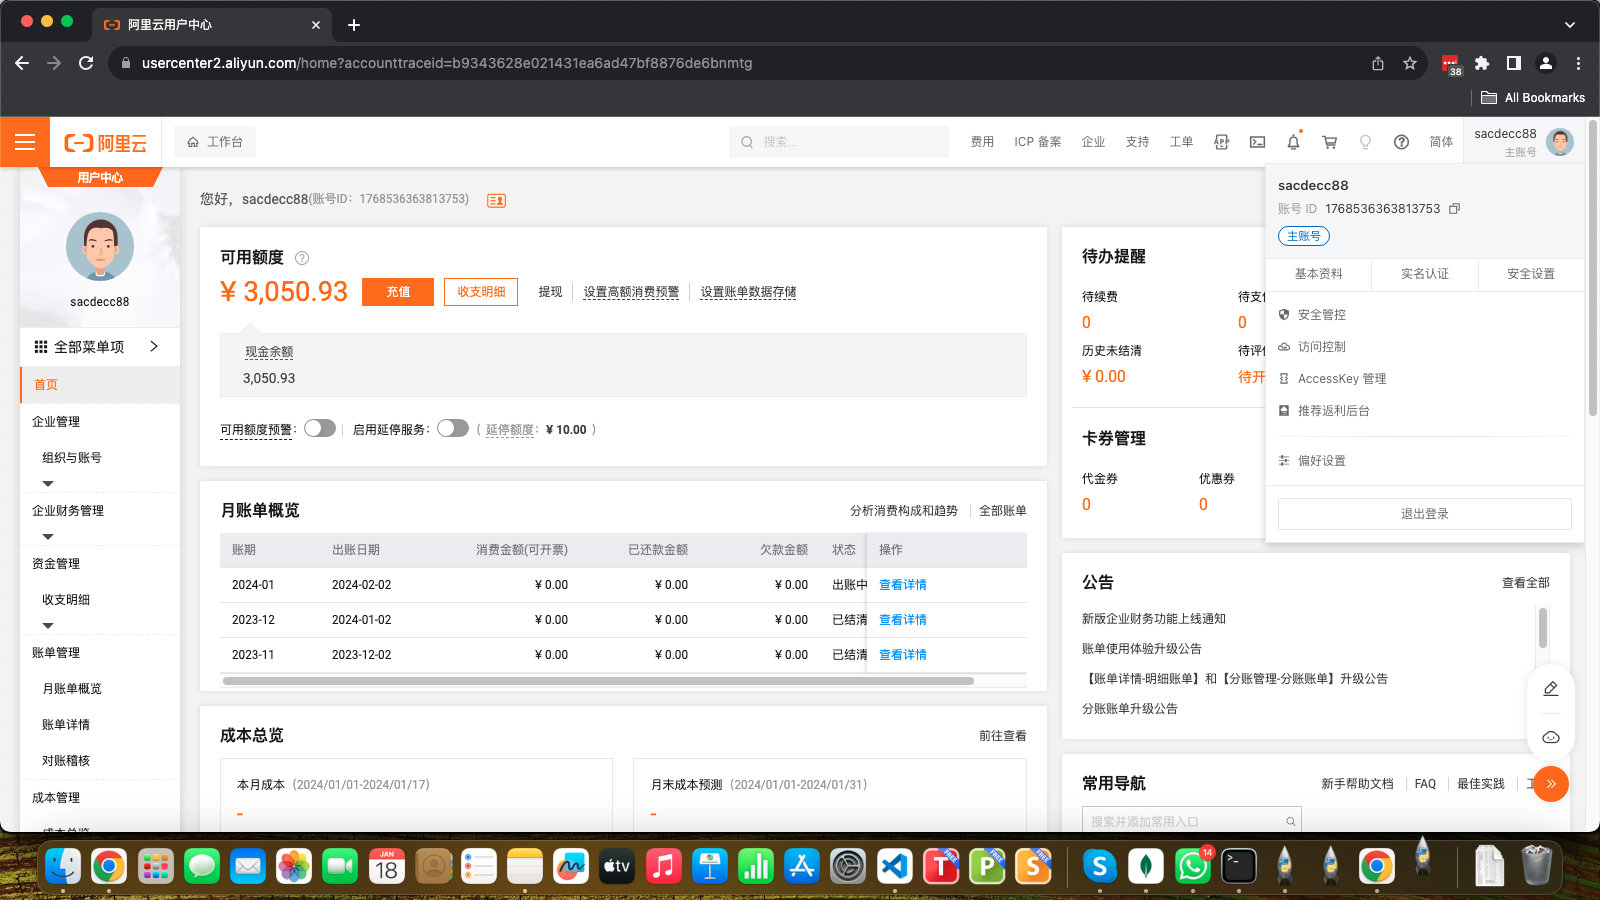 阿里云用户中心
usercenter2.aliyun.com/home?accounttraceid=b9343628e021431ea6ad47bf8876de6bnmtg
38
All Bookmarks
阿里云
工作台
搜索...
费用
ICP 备案
企业
支持
工单
简体
sacdecc88
主账号
用户中心
sacdecc88
全部菜单项
首页
企业管理
组织与账号
企业财务管理
资金管理
收支明细
账单管理
月账单概览
账单详情
对账稽核
成本管理
成本总览
您好，sacdecc88(账号ID：1768536363813753)
可用额度
¥ 3,050.93
充值
收支明细
提现
设置高额消费预警
设置账单数据存储
现金余额
3,050.93
可用额度预警：
启用延停服务：
( 延停额度：¥ 10.00 )
月账单概览
分析消费构成和趋势
全部账单
账期 出账日期 消费金额(可开票) 已还款金额 欠款金额 状态 操作
2024-01 2024-02-02 ¥ 0.00 ¥ 0.00 ¥ 0.00 出账中 查看详情
2023-12 2024-01-02 ¥ 0.00 ¥ 0.00 ¥ 0.00 已结清 查看详情
2023-11 2023-12-02 ¥ 0.00 ¥ 0.00 ¥ 0.00 已结清 查看详情
成本总览
前往查看
本月成本 (2024/01/01-2024/01/17)
-
月末成本预测 (2024/01/01-2024/01/31)
-
待办提醒
待续费
0
待支
0
历史未结清
¥ 0.00
待评
待开
卡券管理
代金券
0
优惠券
0
sacdecc88
账号 ID 1768536363813753
主账号
基本资料
实名认证
安全设置
安全管控
访问控制
AccessKey 管理
推荐返利后台
偏好设置
退出登录
公告
查看全部
新版企业财务功能上线通知
账单使用体验升级公告
【账单详情-明细账单】和【分账管理-分账账单】升级公告
分账账单升级公告
常用导航
新手帮助文档
FAQ
最佳实践
搜索并添加常用入口
JAN
18
tv
14